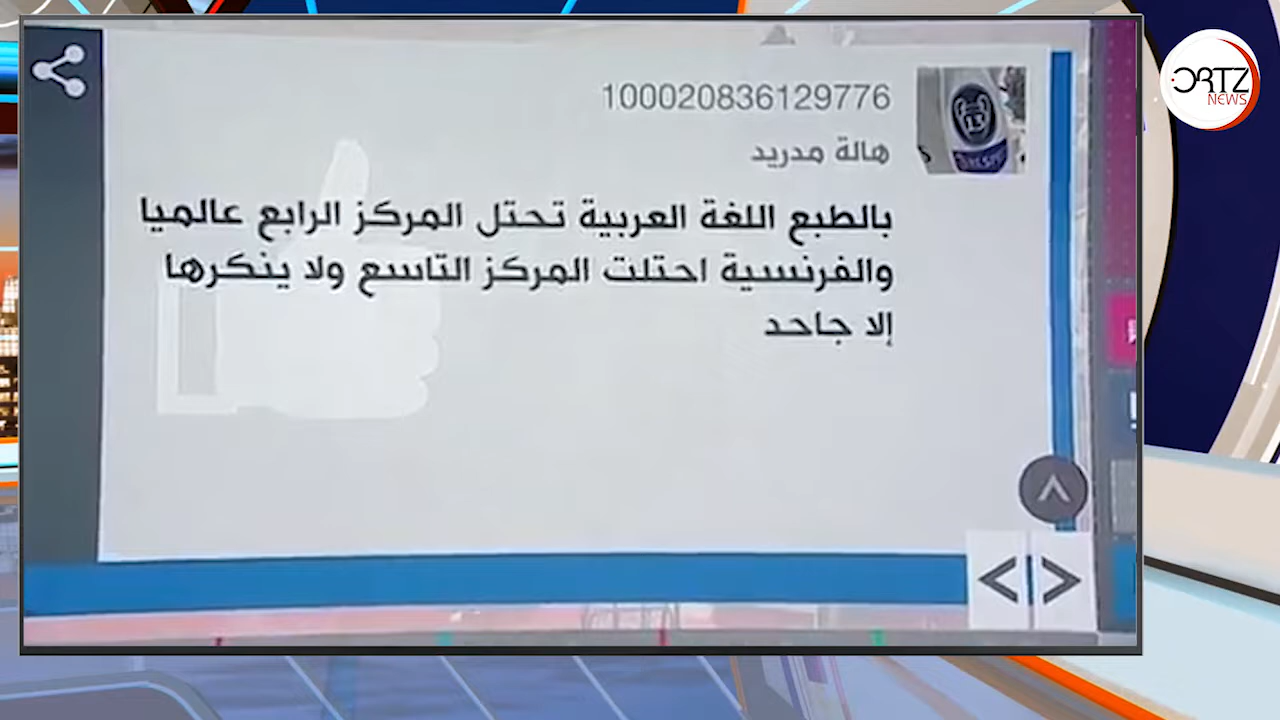 ORTZ
NEWS
100020836129776
هالة مدريد
بالطبع اللغة العربية تحتل المركز الرابع عالميا
والفرنسية احتلت المركز التاسع ولا ينكرها
إلا جاحد